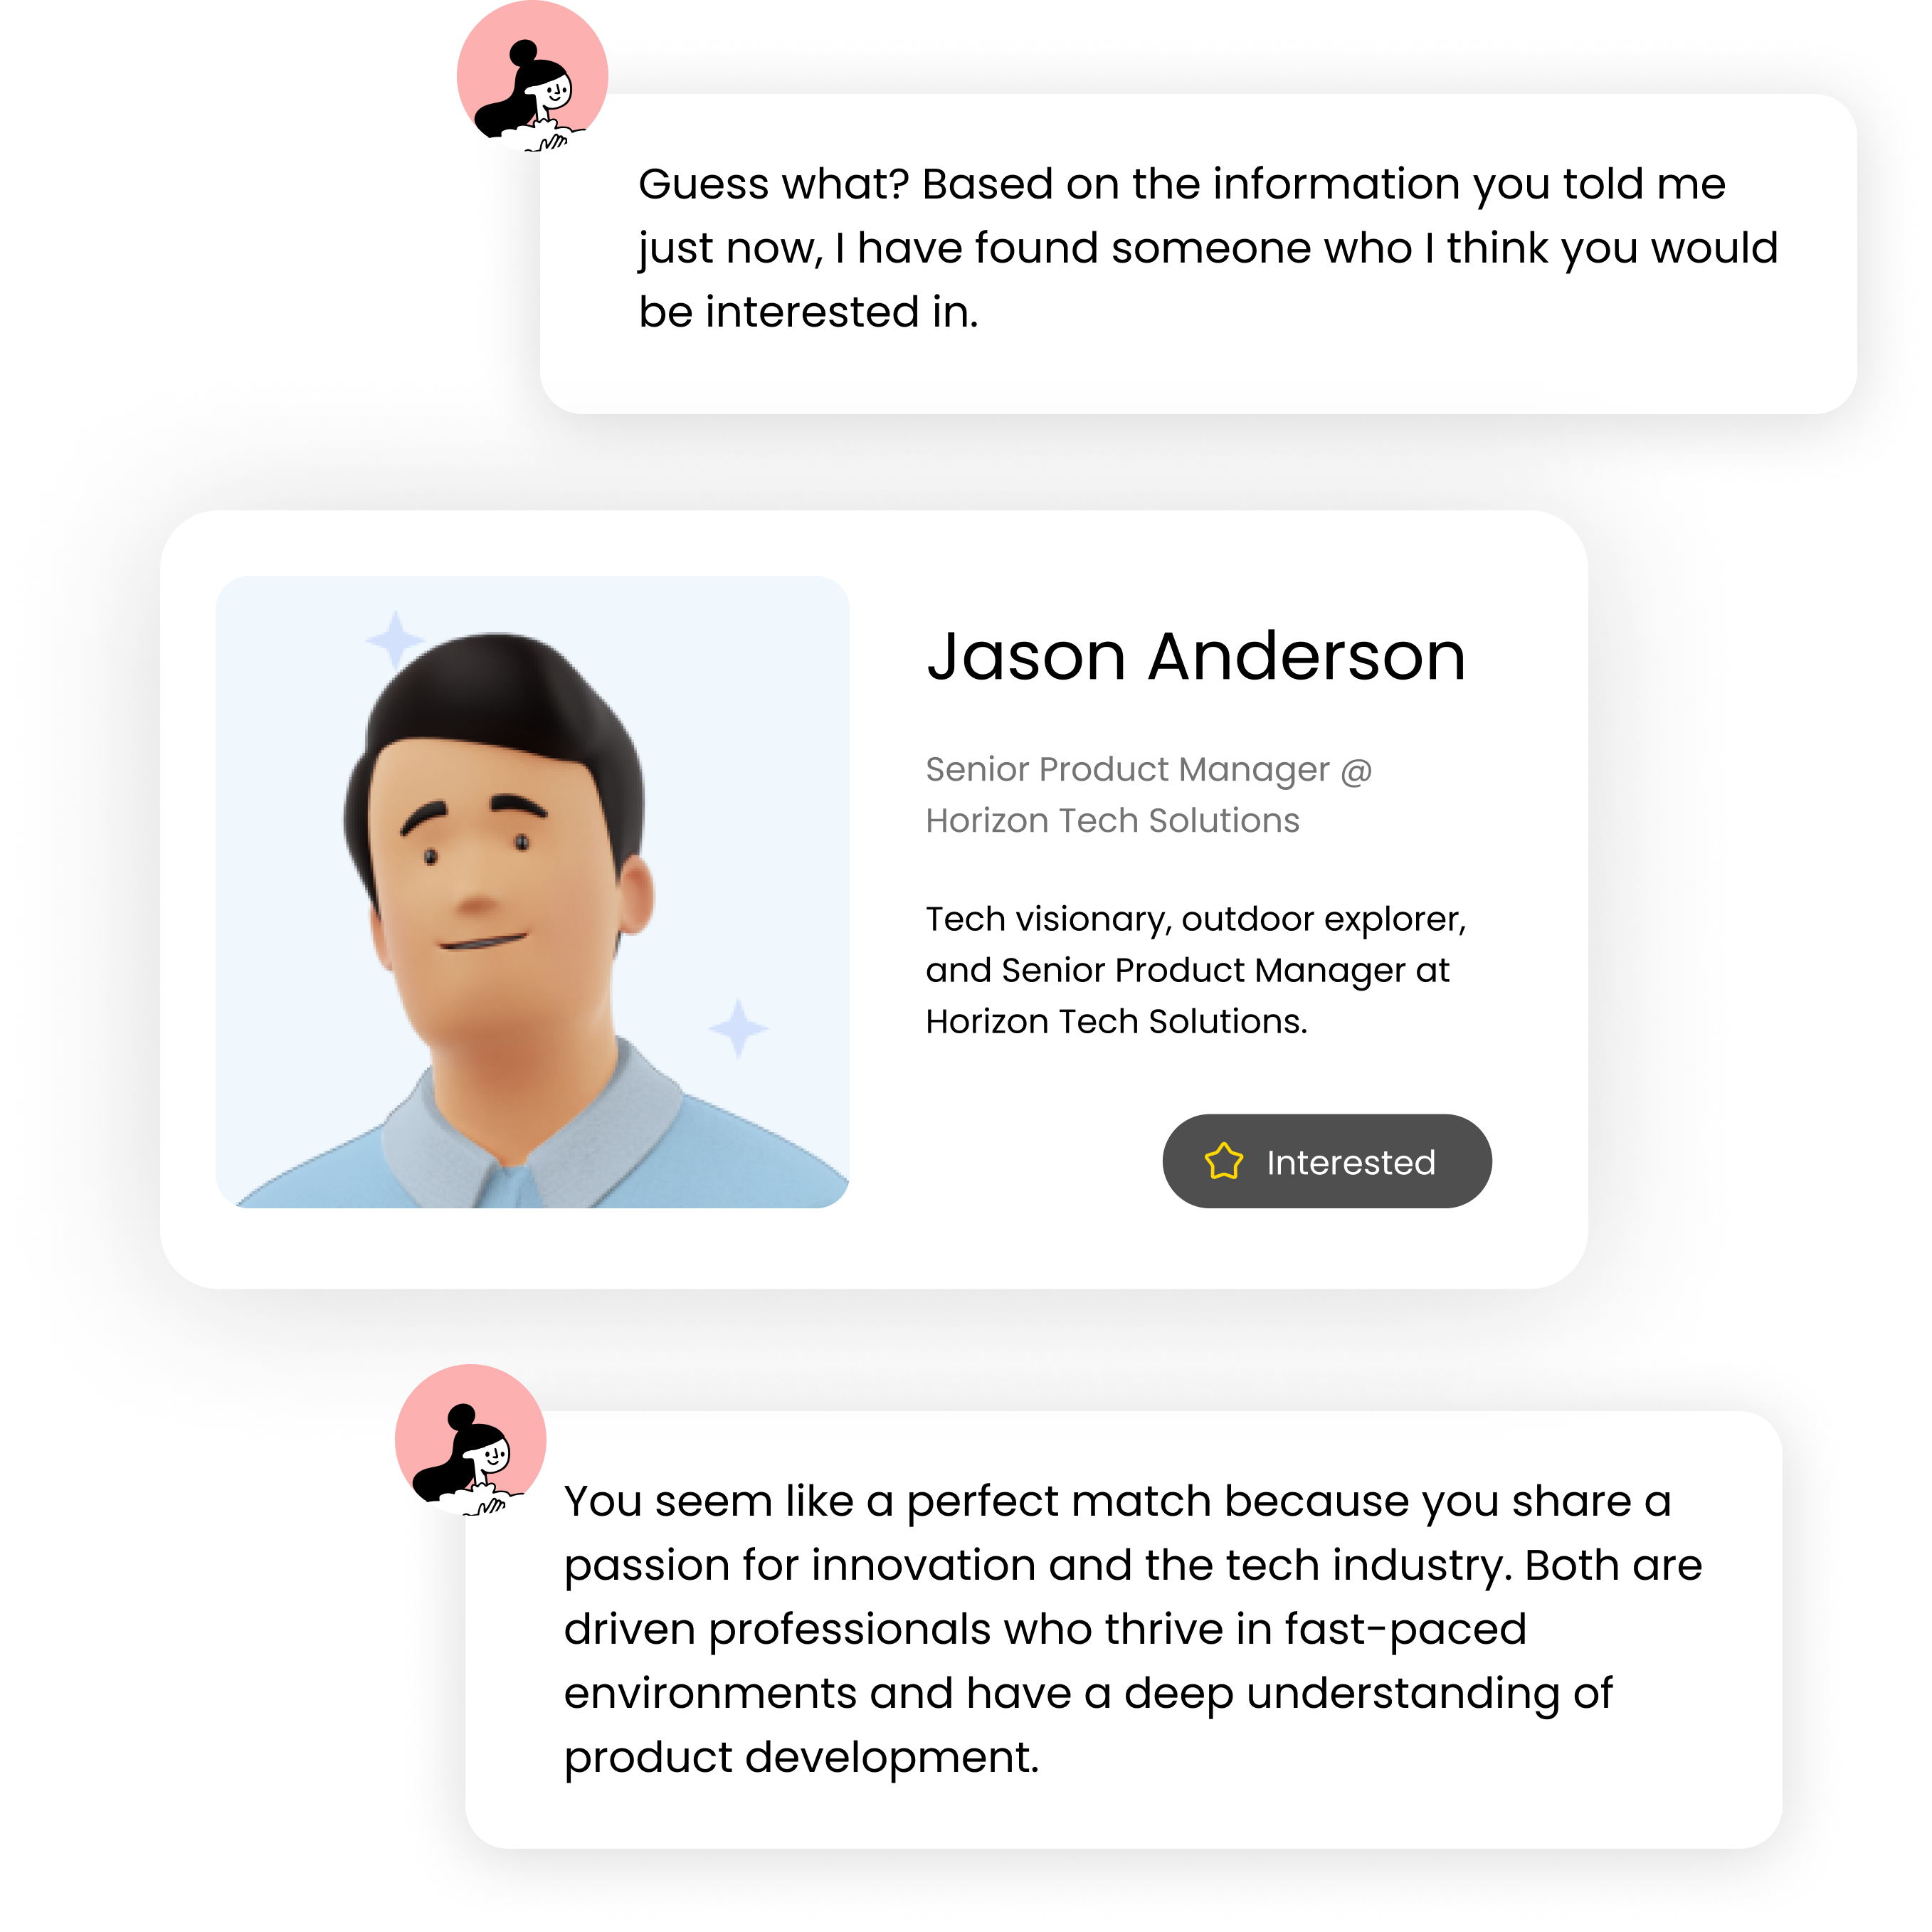 Guess what? Based on the information you told me
just now, I have found someone who I think you would
be interested in.
Jason Anderson
Senior Product Manager @
Horizon Tech Solutions
Tech visionary, outdoor explorer,
and Senior Product Manager at
Horizon Tech Solutions.
Interested
You seem like a perfect match because you share a
passion for innovation and the tech industry. Both are
driven professionals who thrive in fast-paced
environments and have a deep understanding of
product development.